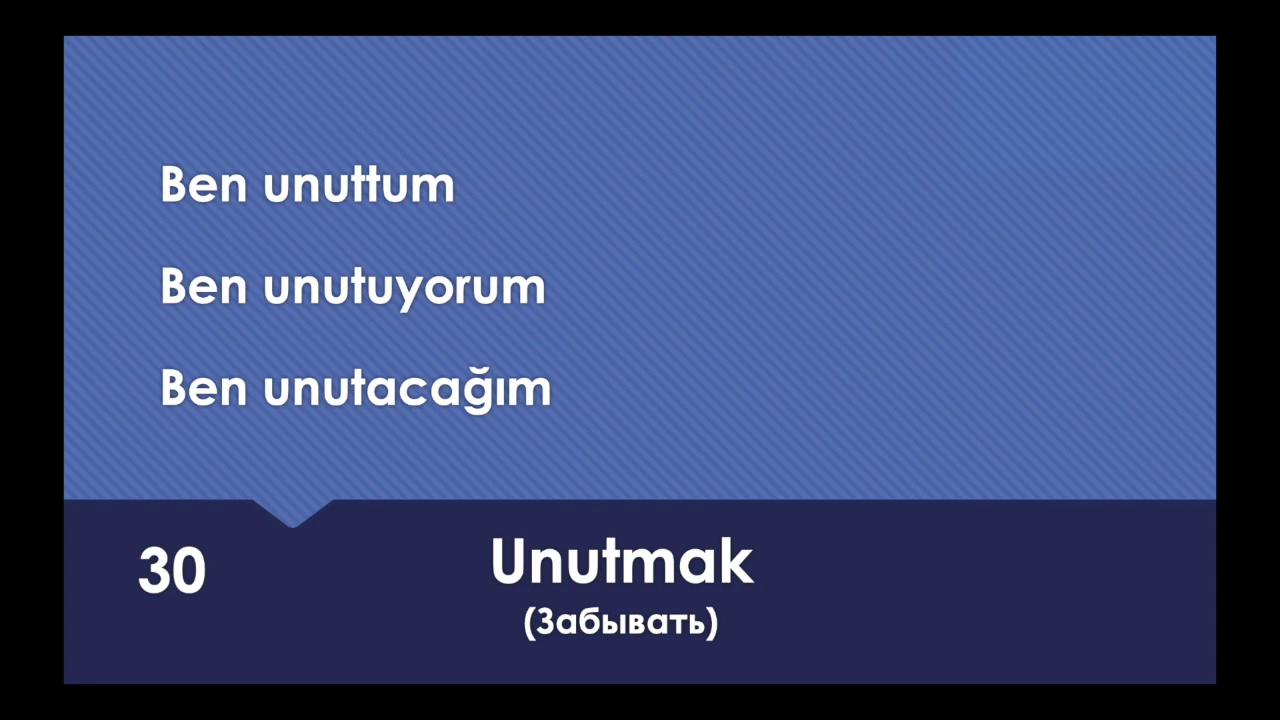 Ben unuttum
Ben unutuyorum
Ben unutacağım
30
Unutmak
(Забывать)